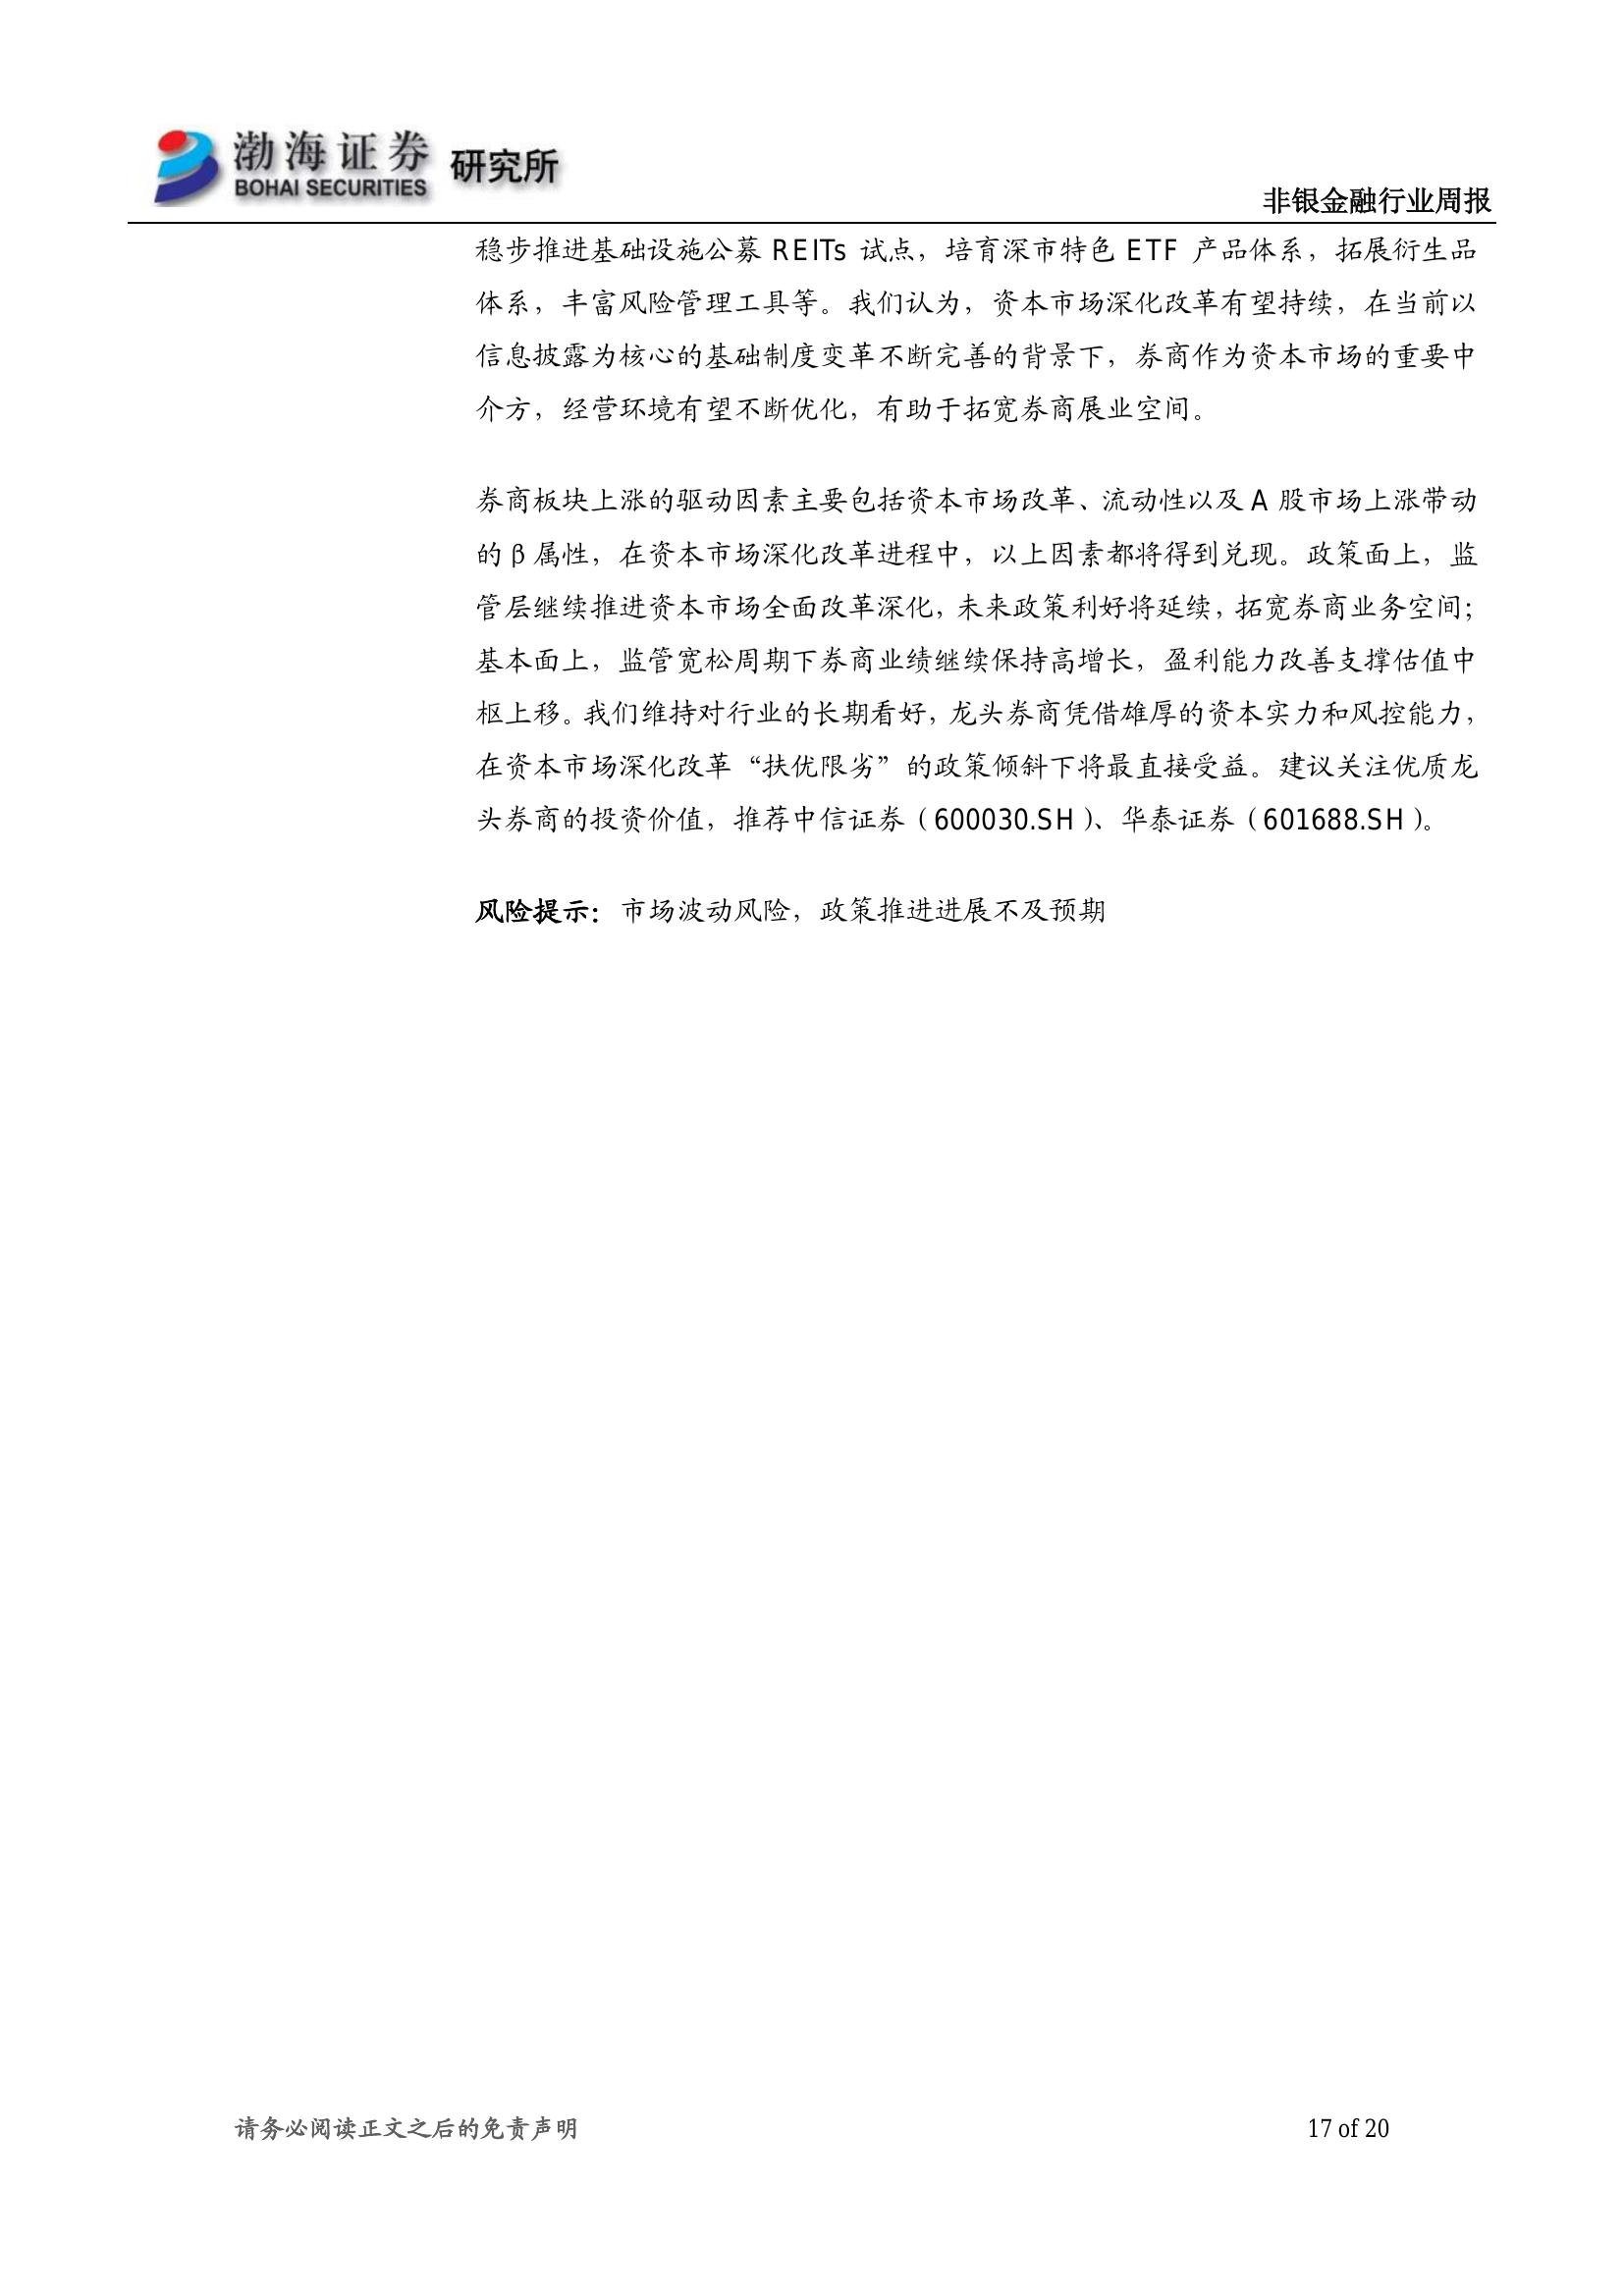 渤海证券 研究所
BOHAI SECURITIES
非银金融行业周报
稳步推进基础设施公募 REITs 试点，培育深市特色 ETF 产品体系，拓展衍生品
体系，丰富风险管理工具等。我们认为，资本市场深化改革有望持续，在当前以
信息披露为核心的基础制度变革不断完善的背景下，券商作为资本市场的重要中
介方，经营环境有望不断优化，有助于拓宽券商展业空间。
券商板块上涨的驱动因素主要包括资本市场改革、流动性以及 A 股市场上涨带动
的 β 属性，在资本市场深化改革进程中，以上因素都将得到兑现。政策面上，监
管层继续推进资本市场全面改革深化，未来政策利好将延续，拓宽券商业务空间；
基本面上，监管宽松周期下券商业绩继续保持高增长，盈利能力改善支撑估值中
枢上移。我们维持对行业的长期看好，龙头券商凭借雄厚的资本实力和风控能力，
在资本市场深化改革“扶优限劣”的政策倾斜下将最直接受益。建议关注优质龙
头券商的投资价值，推荐中信证券（600030.SH）、华泰证券（601688.SH）。
风险提示：市场波动风险，政策推进进展不及预期
请务必阅读正文之后的免责声明
17 of 20